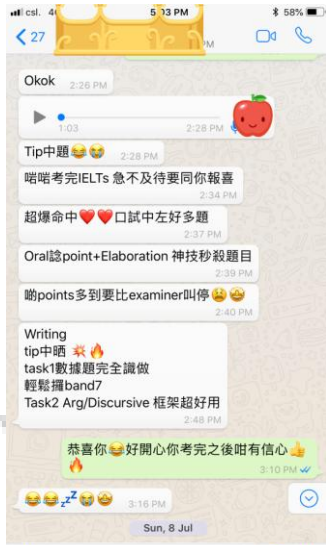 csl. 4 5:03 PM 58%
27 PM
Okok 2:26 PM
1:03 2:28 PM
Tip中題😂😭 2:28 PM
啱啱考完IELTs 急不及待要同你報喜
2:34 PM
超爆命中❤️❤️口試中左好多題
2:37 PM
Oral諗point+Elaboration 神技秒殺題目
2:39 PM
啲points多到要比examiner叫停😫🤩
2:40 PM
Writing
tip中晒 💥🔥
task1數據題完全識做
輕鬆攞band7
Task2 Arg/Discursive 框架超好用
2:48 PM
恭喜你😂好開心你考完之後咁有信心👍
🔥 3:10 PM
😂😂💤😭🤩 3:16 PM
Sun, 8 Jul